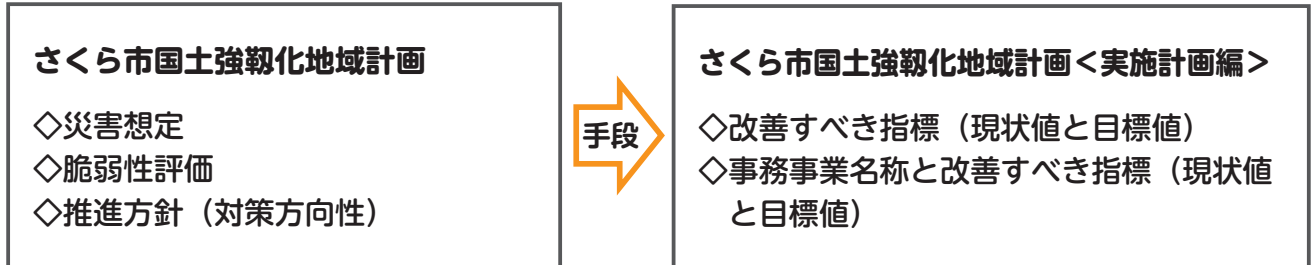 さくら市国土強靱化地域計画
◇災害想定
◇脆弱性評価
◇推進方針（対策方向性）
手段
さくら市国土強靱化地域計画＜実施計画編＞
◇改善すべき指標（現状値と目標値）
◇事務事業名称と改善すべき指標（現状値
と目標値）